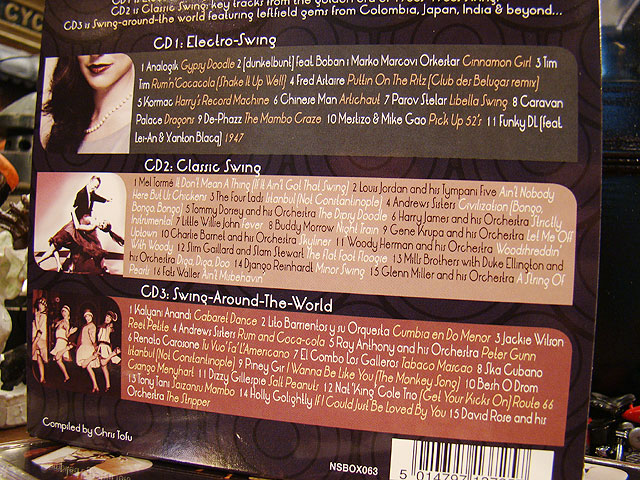 CD2 is Classic Swing: key tracks from the golden era of
CD3 is Swing-around-the world featuring leftfield gems from Colombia, Japan, India & beyond...
CD1: Electro-Swing
1 Analogik Gypsy Doodle 2 [dunkelbunt] feat. Boban i Marko Marcovi Orkestar Cinnamon Girl 3 Tim
Tim Rum'n'Cocacola (Shake It Up Well) 4 Fred Astaire Puttin On The Ritz (Club des Belugas remix)
5 Kormac Harry's Record Machine 6 Chinese Man Artichaut 7 Parov Stelar Libella Swing 8 Caravan
Palace Dragons 9 De-Phazz The Mambo Craze 10 Mestizo & Mike Gao Pick Up 52's 11 Funky DL (feat.
Lei-An & Xanton Blacq) 1947
CD2: Classic Swing
1 Mel Tormé It Don't Mean A Thing (If It Ain't Got That Swing) 2 Louis Jordan and his Tympani Five Ain't Nobody
Here But Us Chickens 3 The Four Lads Istanbul (Not Constantinople) 4 Andrews Sisters Civilization (Bongo,
Bongo, Bongo) 5 Tommy Dorsey and his Orchestra The Dipsy Doodle 6 Harry James and his Orchestra Strictly
Instrumental 7 Little Willie John Fever 8 Buddy Morrow Night Train 9 Gene Krupa and his Orchestra Let Me Off
Uptown 10 Charlie Barnet and his Orchestra Skyliner 11 Woody Herman and his Orchestra Woodshreddin'
With Woody 12 Slim Gaillard and Slam Stewart The Flat Foot Floogie 13 Mills Brothers with Duke Ellington and
his Orchestra Diga, Diga, Doo 14 Django Reinhardt Minor Swing 15 Glenn Miller and his Orchestra A String Of
Pearls 16 Fats Waller Ain't Misbehavin'
CD3: Swing-Around-The-World
1 Kalyani Anandi Cabaret Dance 2 Lito Barrientos y su Orquesta Cumbia en Do Menor 3 Jackie Wilson
Reet Petite 4 Andrews Sisters Rum and Coca-cola 5 Ray Anthony and his Orchestra Peter Gunn
6 Renato Carosone Tu Vuo' Fa' L'Americano 7 El Combo Los Galleros Tabaco Marcao 8 Ska Cubano
Istanbul (Not Constantinople) 9 Piney Gir I Wanna Be Like You (The Monkey Song) 10 Besh O Drom
Csango Menyhart 11 Dizzy Gillespie Salt Peanuts 12 Nat 'King' Cole Trio (Get Your Kicks On) Route 66
13 Tony Tani Saizanzu Mambo 14 Holly Golightly If I Could Just Be Loved By You 15 David Rose and his
Orchestra The Stripper
Compiled by Chris Tofu
NSBOX063